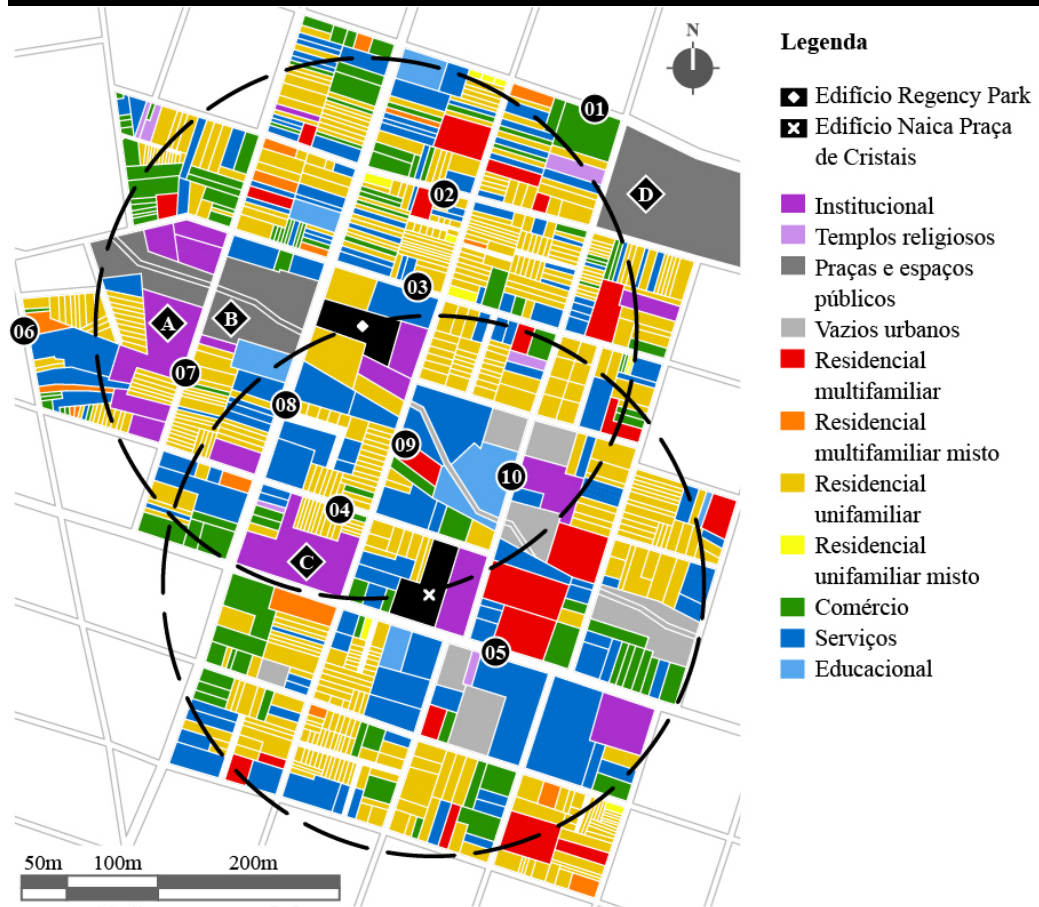 N
01
02
03
04
05
06
07
08
09
10
A
B
C
D
50m 100m 200m
Legenda
Edifício Regency Park
Edifício Naica Praça
de Cristais
Institucional
Templos religiosos
Praças e espaços
públicos
Vazios urbanos
Residencial
multifamiliar
Residencial
multifamiliar misto
Residencial
unifamiliar
Residencial
unifamiliar misto
Comércio
Serviços
Educacional